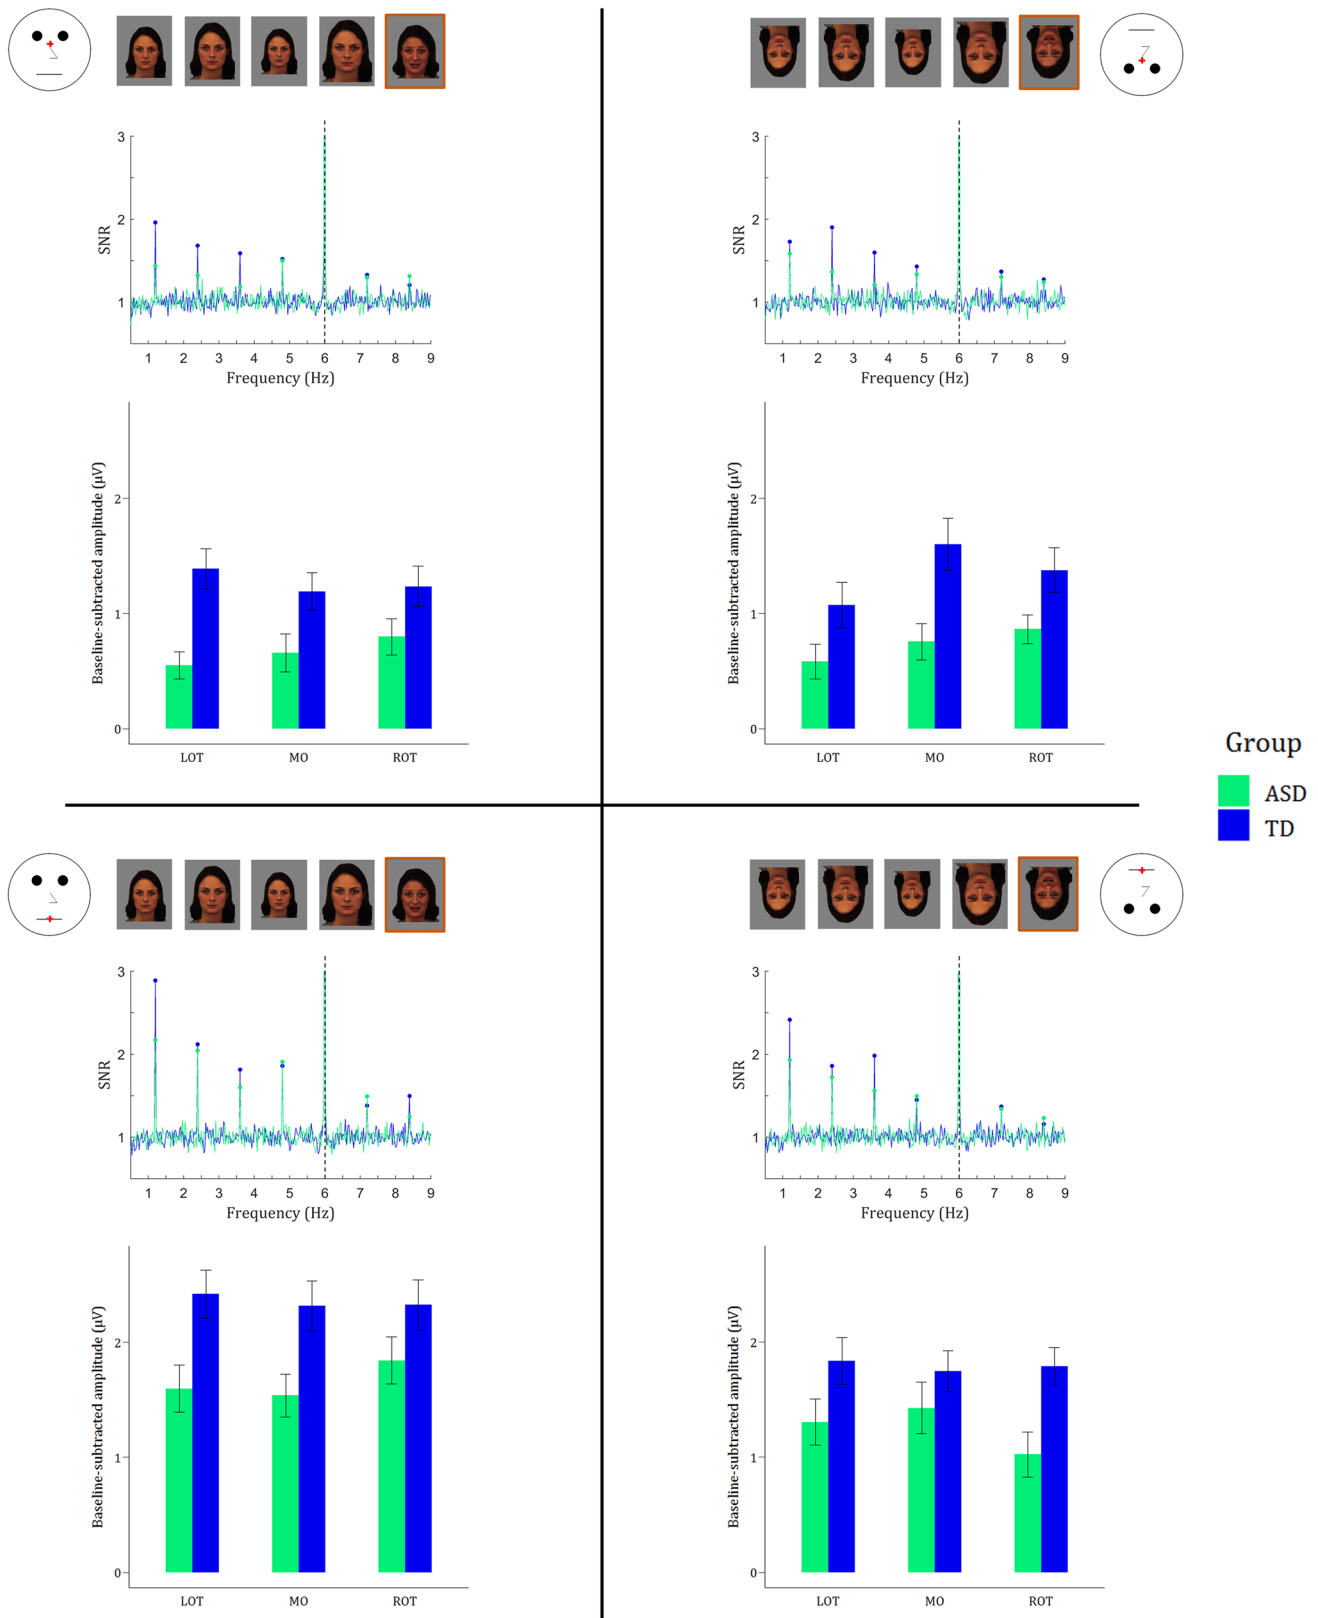 3
2
1
SNR
1 2 3 4 5 6 7 8 9
Frequency (Hz)
2
1
0
Baseline-subtracted amplitude (μV)
LOT MO ROT
3
2
1
SNR
1 2 3 4 5 6 7 8 9
Frequency (Hz)
2
1
0
Baseline-subtracted amplitude (μV)
LOT MO ROT
Group
ASD
TD
3
2
1
SNR
1 2 3 4 5 6 7 8 9
Frequency (Hz)
2
1
0
Baseline-subtracted amplitude (μV)
LOT MO ROT
3
2
1
SNR
1 2 3 4 5 6 7 8 9
Frequency (Hz)
2
1
0
Baseline-subtracted amplitude (μV)
LOT MO ROT